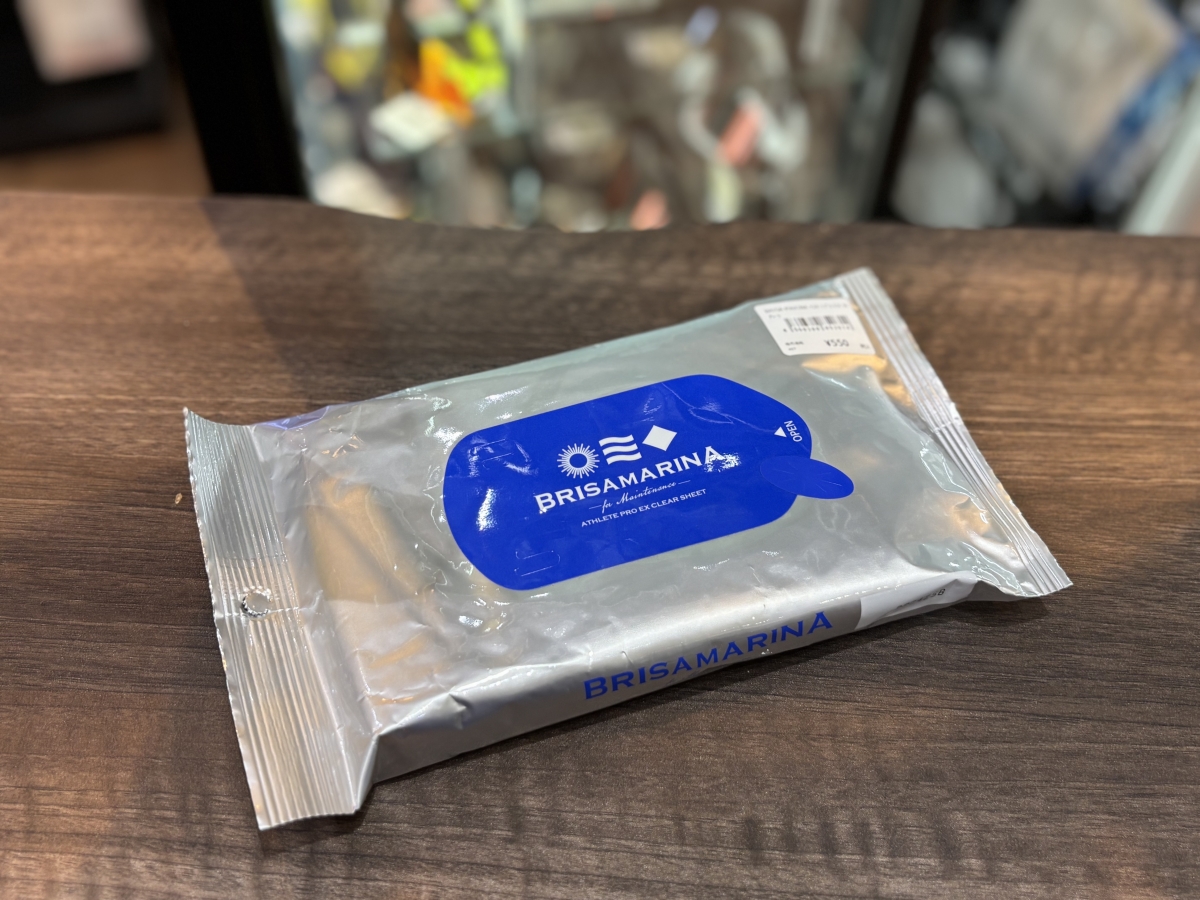 ¥550
OPEN
BRISAMARINA
for Maintenance
ATHLETE PRO EX CLEAR SHEET
BRISAMARINA